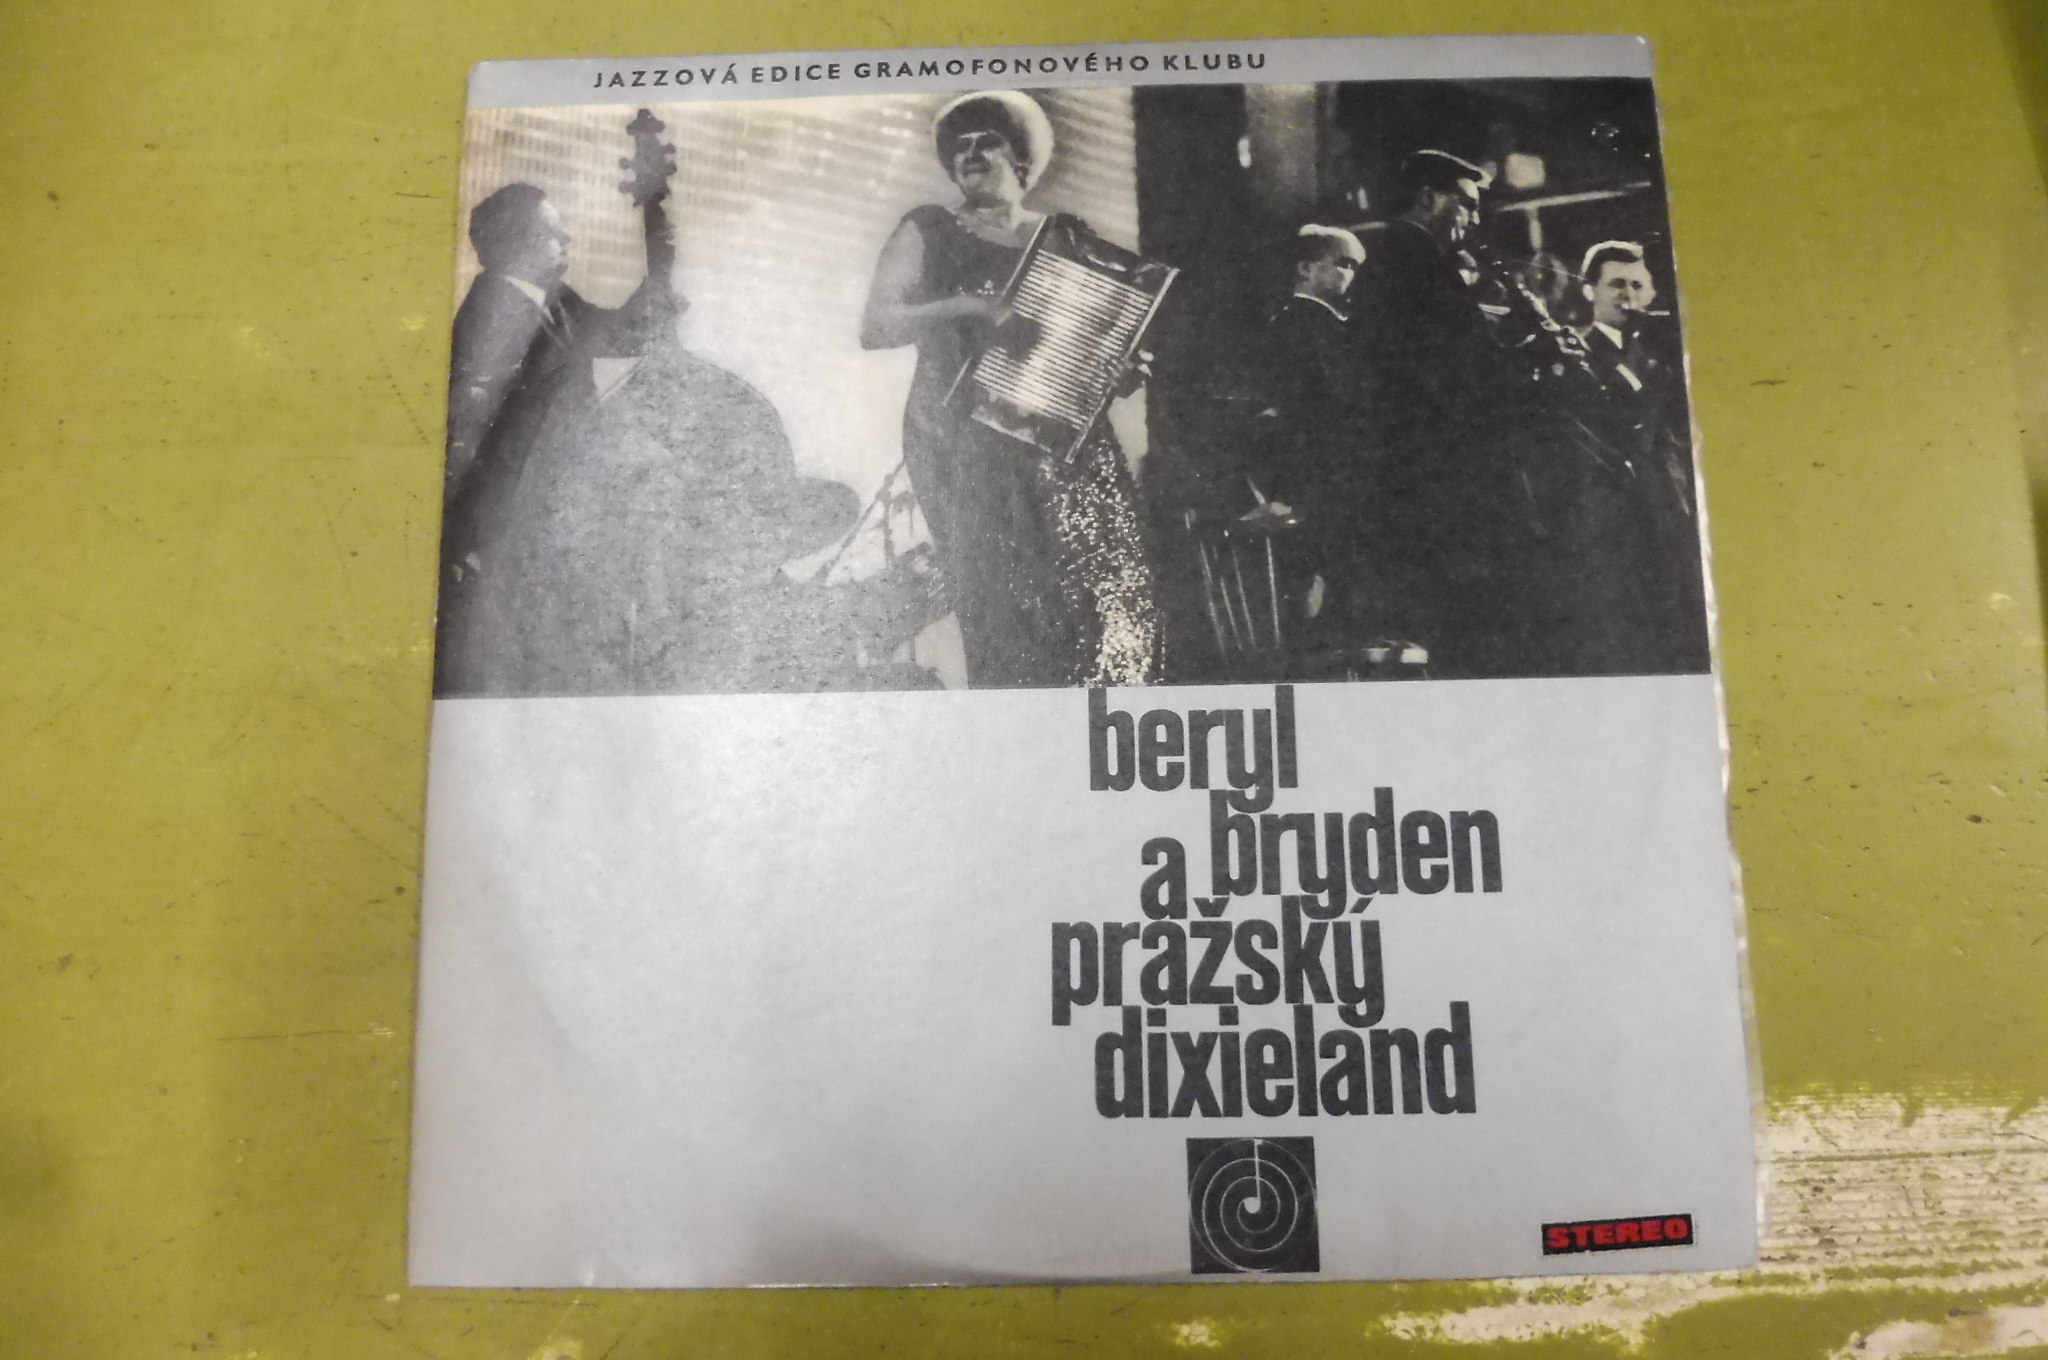 JAZZOVÁ EDICE GRAMOFONOVÉHO KLUBU
beryl
bryden
a
pražský
dixieland
STEREO